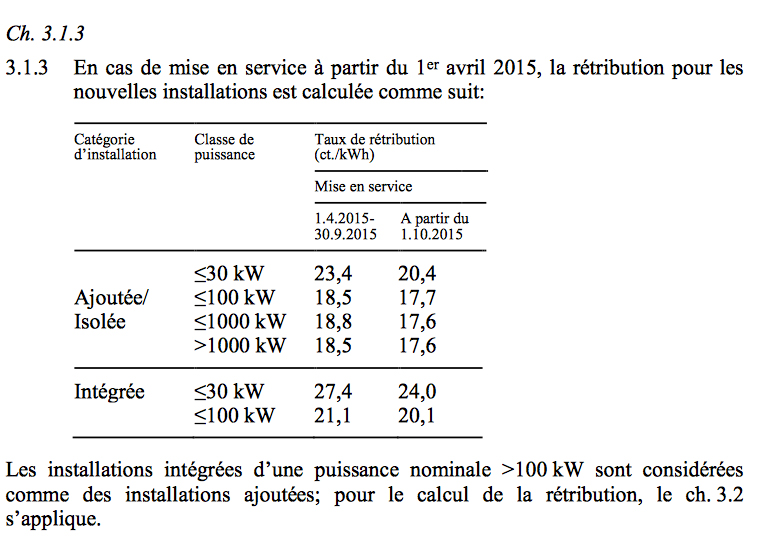 Ch. 3.1.3
3.1.3 En cas de mise en service à partir du 1er avril 2015, la rétribution pour les
nouvelles installations est calculée comme suit:
Catégorie d'installation Classe de puissance Taux de rétribution (ct./kWh)
Mise en service
1.4.2015-30.9.2015 A partir du 1.10.2015
≤30 kW 23,4 20,4
Ajoutée/ ≤100 kW 18,5 17,7
Isolée ≤1000 kW 18,8 17,6
>1000 kW 18,5 17,6
Intégrée ≤30 kW 27,4 24,0
≤100 kW 21,1 20,1
Les installations intégrées d'une puissance nominale >100 kW sont considérées
comme des installations ajoutées; pour le calcul de la rétribution, le ch. 3.2
s'applique.